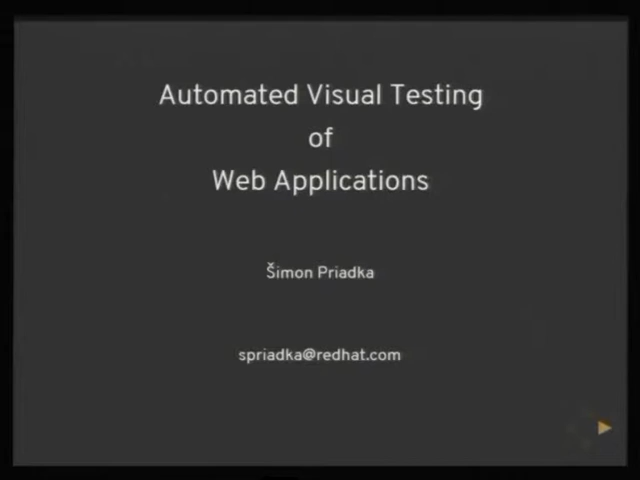 Automated Visual Testing
of
Web Applications
Šimon Priadka
spriadka@redhat.com